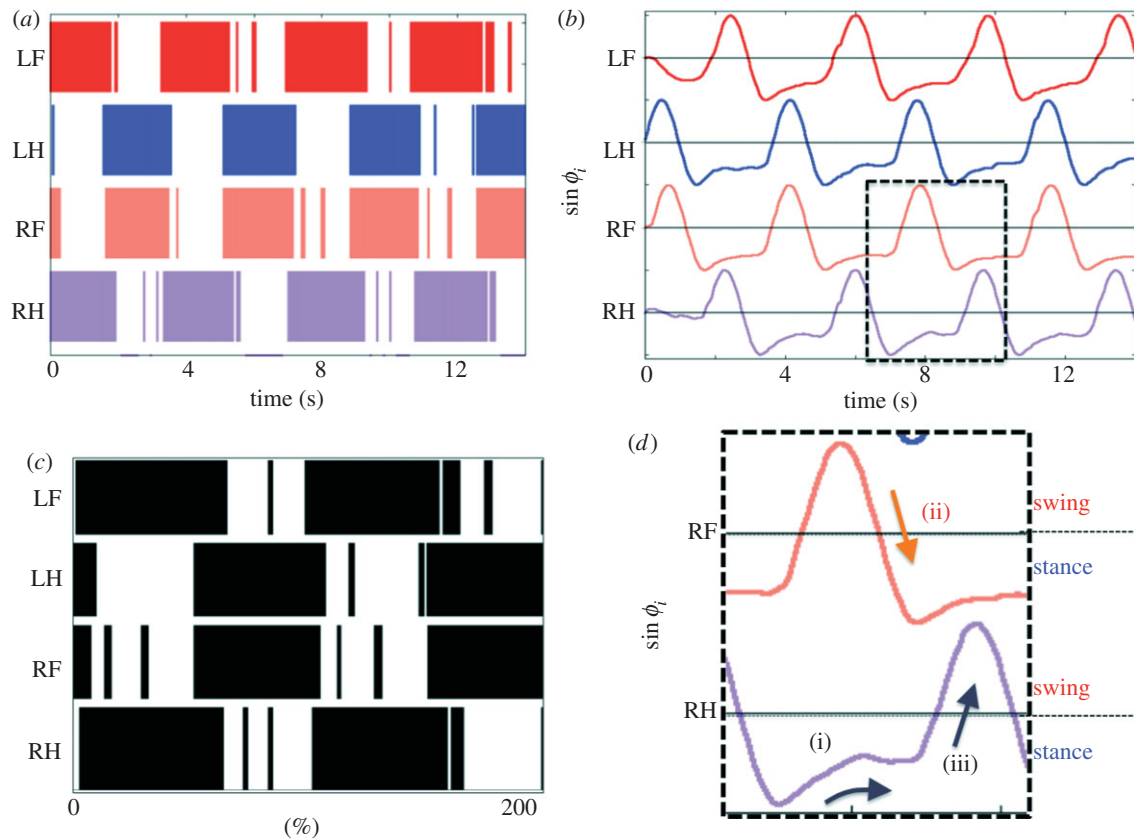 (a)
LF
LH
RF
RH
0 4 8 12
time (s)
(b)
LF
LH
RF
RH
sin ϕi
0 4 8 12
time (s)
(c)
LF
LH
RF
RH
0 200
(%)
(d)
RF
RH
sin ϕi
(i)
(ii)
(iii)
swing
stance
swing
stance